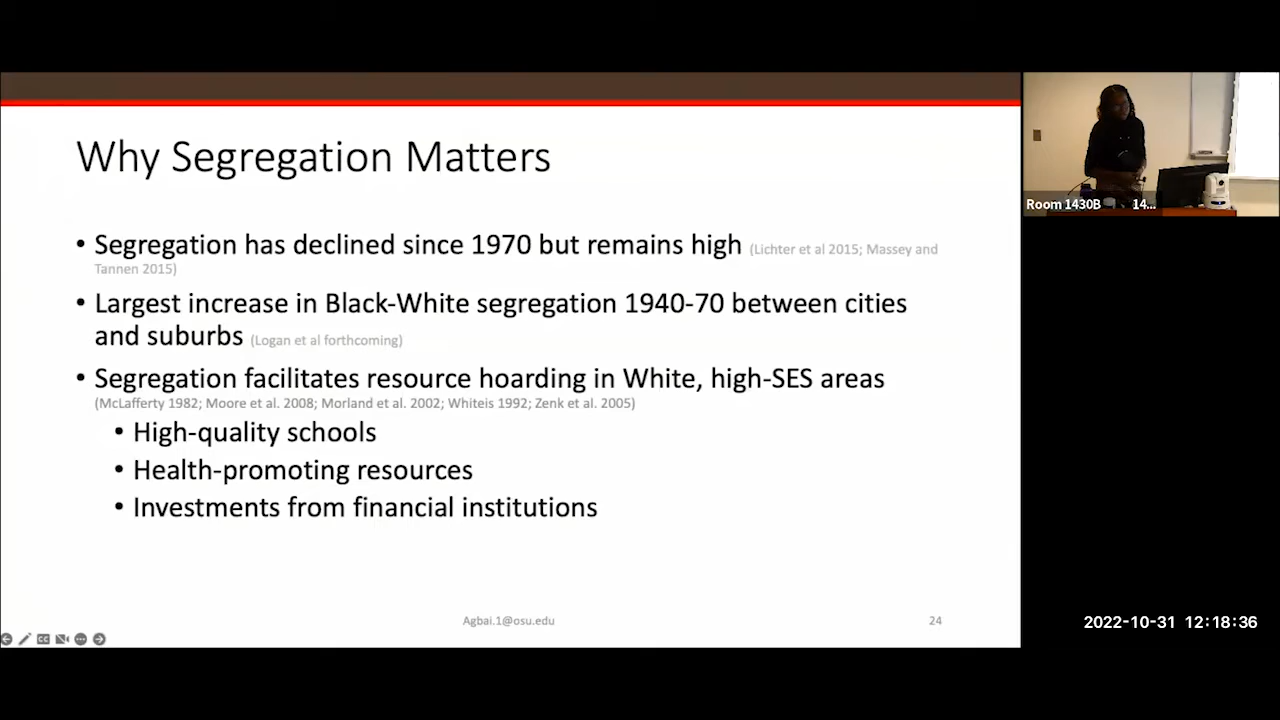 Why Segregation Matters
• Segregation has declined since 1970 but remains high (Lichter et al 2015; Massey and
Tannen 2015)
• Largest increase in Black-White segregation 1940-70 between cities
and suburbs (Logan et al forthcoming)
• Segregation facilitates resource hoarding in White, high-SES areas
(McLafferty 1982; Moore et al. 2008; Morland et al. 2002; Whiteis 1992; Zenk et al. 2005)
• High-quality schools
• Health-promoting resources
• Investments from financial institutions
Agbai.1@osu.edu
24
Room 1430B 14...
2022-10-31 12:18:36